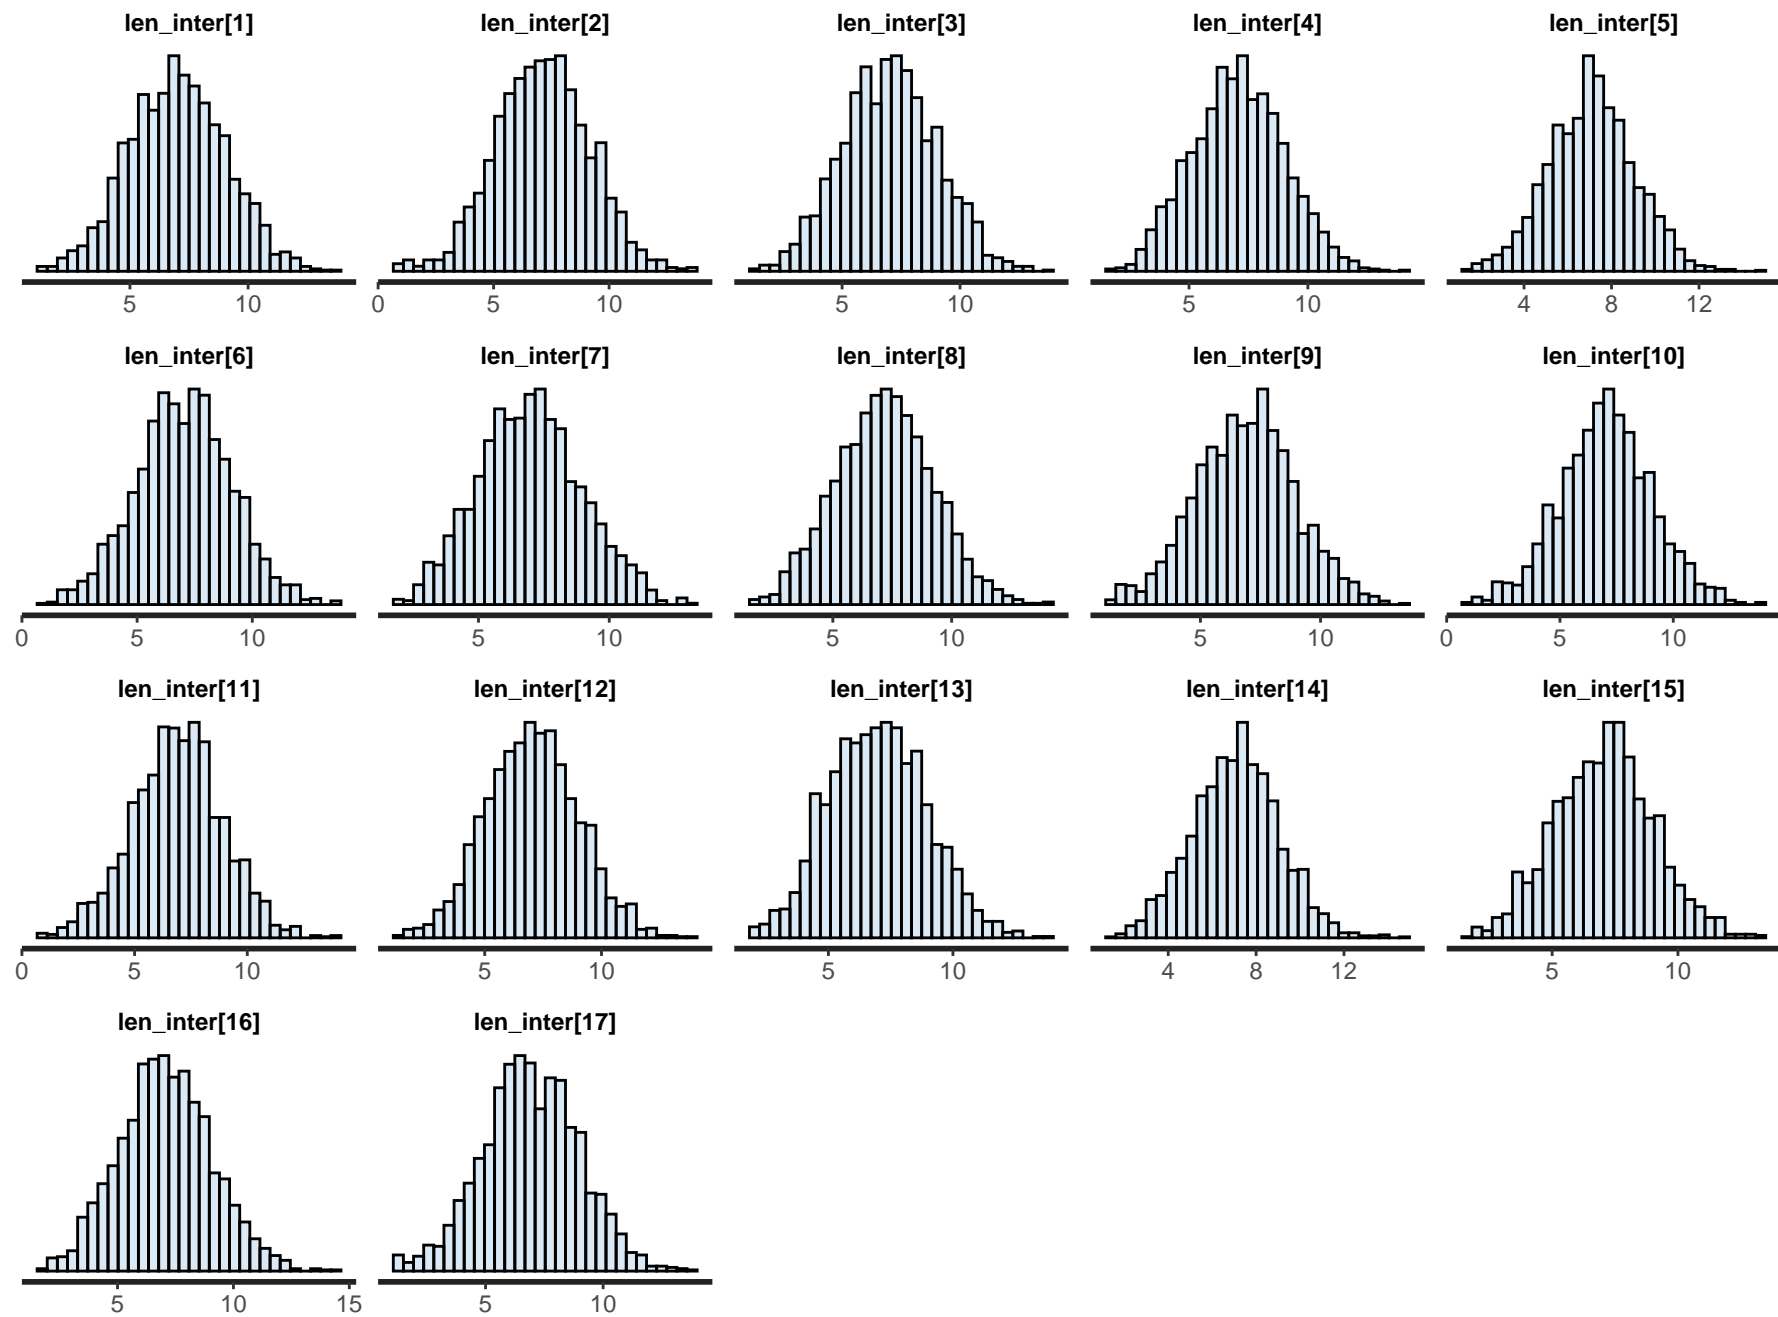 len_inter[1] len_inter[2] len_inter[3] len_inter[4] len_inter[5]
5 10 0 5 10 5 10 5 10 4 8 12
len_inter[6] len_inter[7] len_inter[8] len_inter[9] len_inter[10]
0 5 10 5 10 5 10 5 10 0 5 10
len_inter[11] len_inter[12] len_inter[13] len_inter[14] len_inter[15]
0 5 10 5 10 5 10 4 8 12 5 10
len_inter[16] len_inter[17]
5 10 15 5 10